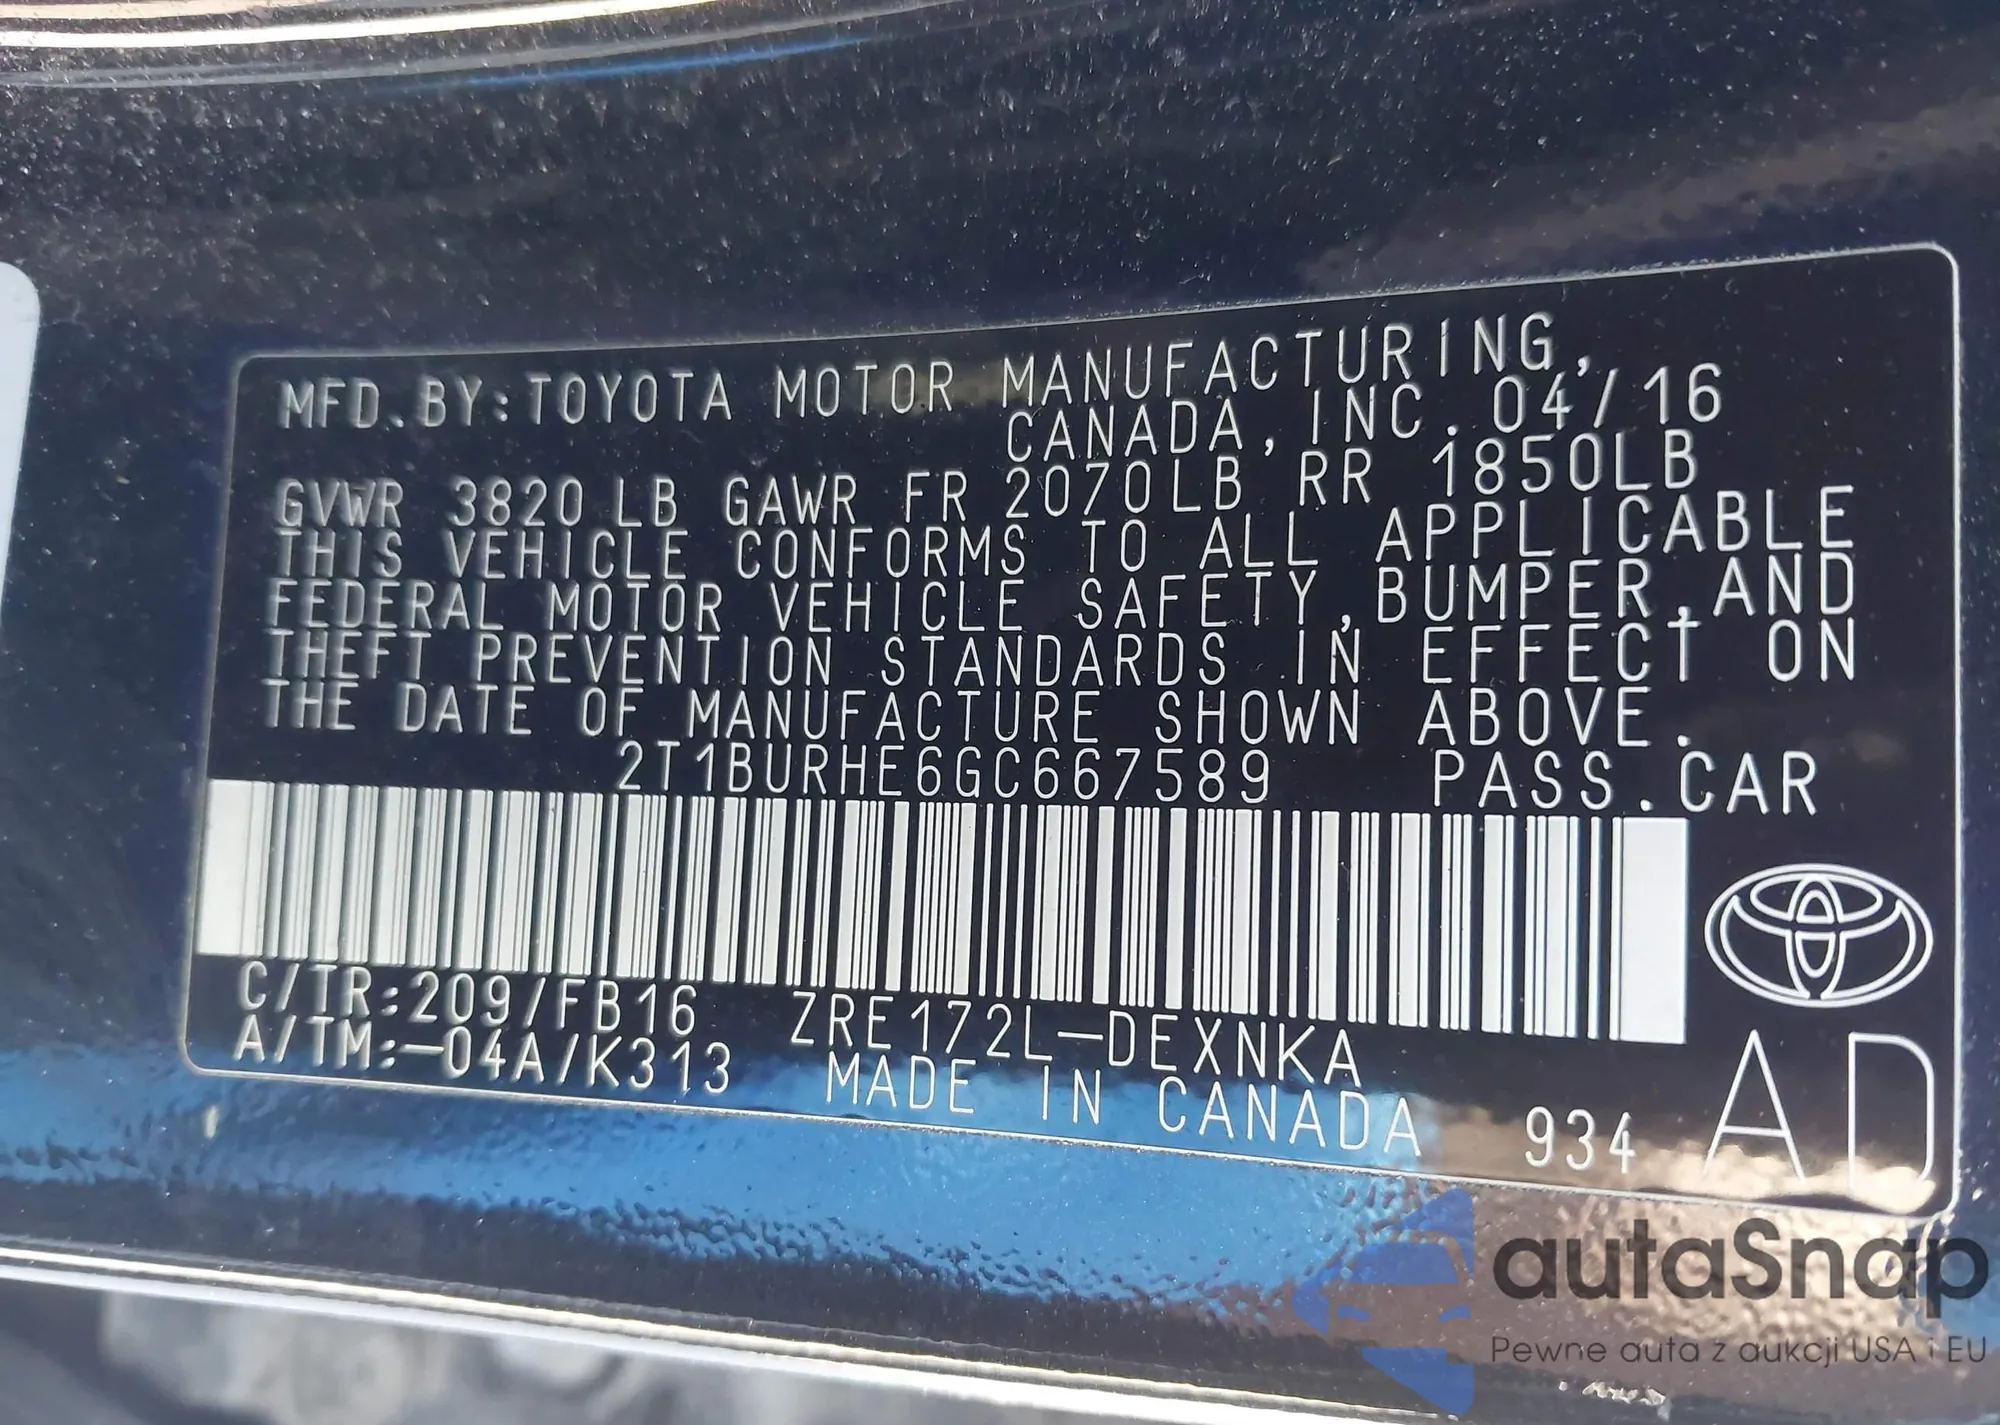 MFD.BY:TOYOTA MOTOR MANUFACTURING,
CANADA,INC.04/16
GVWR 3820LB GAWR FR 2070LB RR 1850LB
THIS VEHICLE CONFORMS TO ALL APPLICABLE
FEDERAL MOTOR VEHICLE SAFETY,BUMPER,AND
THEFT PREVENTION STANDARDS IN EFFECT ON
THE DATE OF MANUFACTURE SHOWN ABOVE.
2T1BURHE6GC667589 PASS.CAR
C/TR:209/FB16 ZRE172L-DEXNKA
A/TM:-04A/K313 MADE IN CANADA 934 AD
autaSnap
Pewne auta z aukcji USA i EU